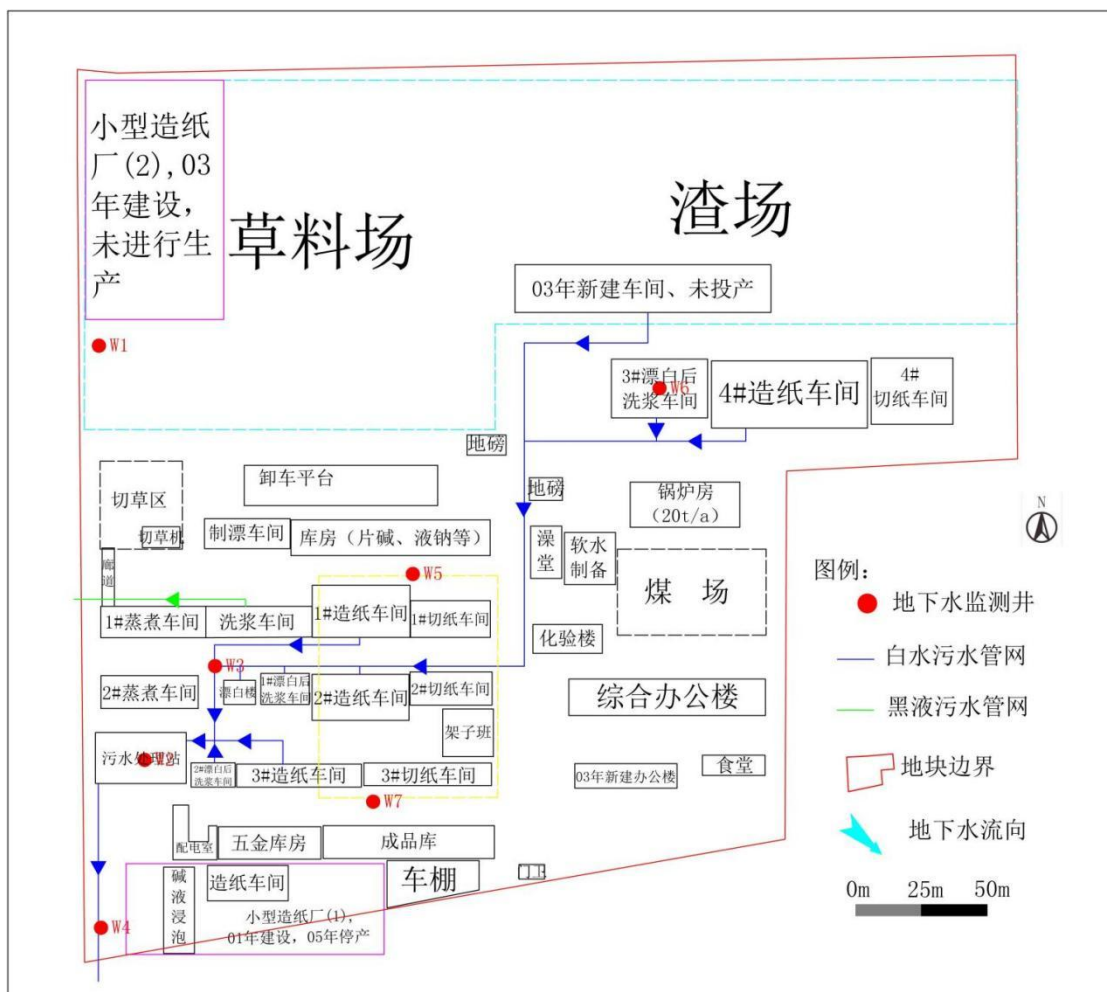 小型造纸
厂(2),03
年建设，
未进行生
产
草料场
渣场
03年新建车间、未投产
W1
3#漂白后
洗浆车间
W6
4#造纸车间
4#
切纸车间
地磅
卸车平台
切草区
切草机
廊道
制漂车间
库房（片碱、液钠等）
地磅
澡堂
软水
制备
锅炉房
（20t/a）
煤 场
W5
1#蒸煮车间
洗浆车间
1#造纸车间
1#切纸车间
化验楼
W3
2#蒸煮车间
漂白楼
1#漂白后
洗浆车间
2#造纸车间
2#切纸车间
综合办公楼
架子班
污水处理站
W2
2#漂白后
洗浆车间
3#造纸车间
3#切纸车间
03年新建办公楼
食堂
W7
配电室
五金库房
成品库
碱液浸泡
造纸车间
车棚
小型造纸厂(1),
01年建设，05年停产
W4
N
图例：
地下水监测井
白水污水管网
黑液污水管网
地块边界
地下水流向
0m 25m 50m